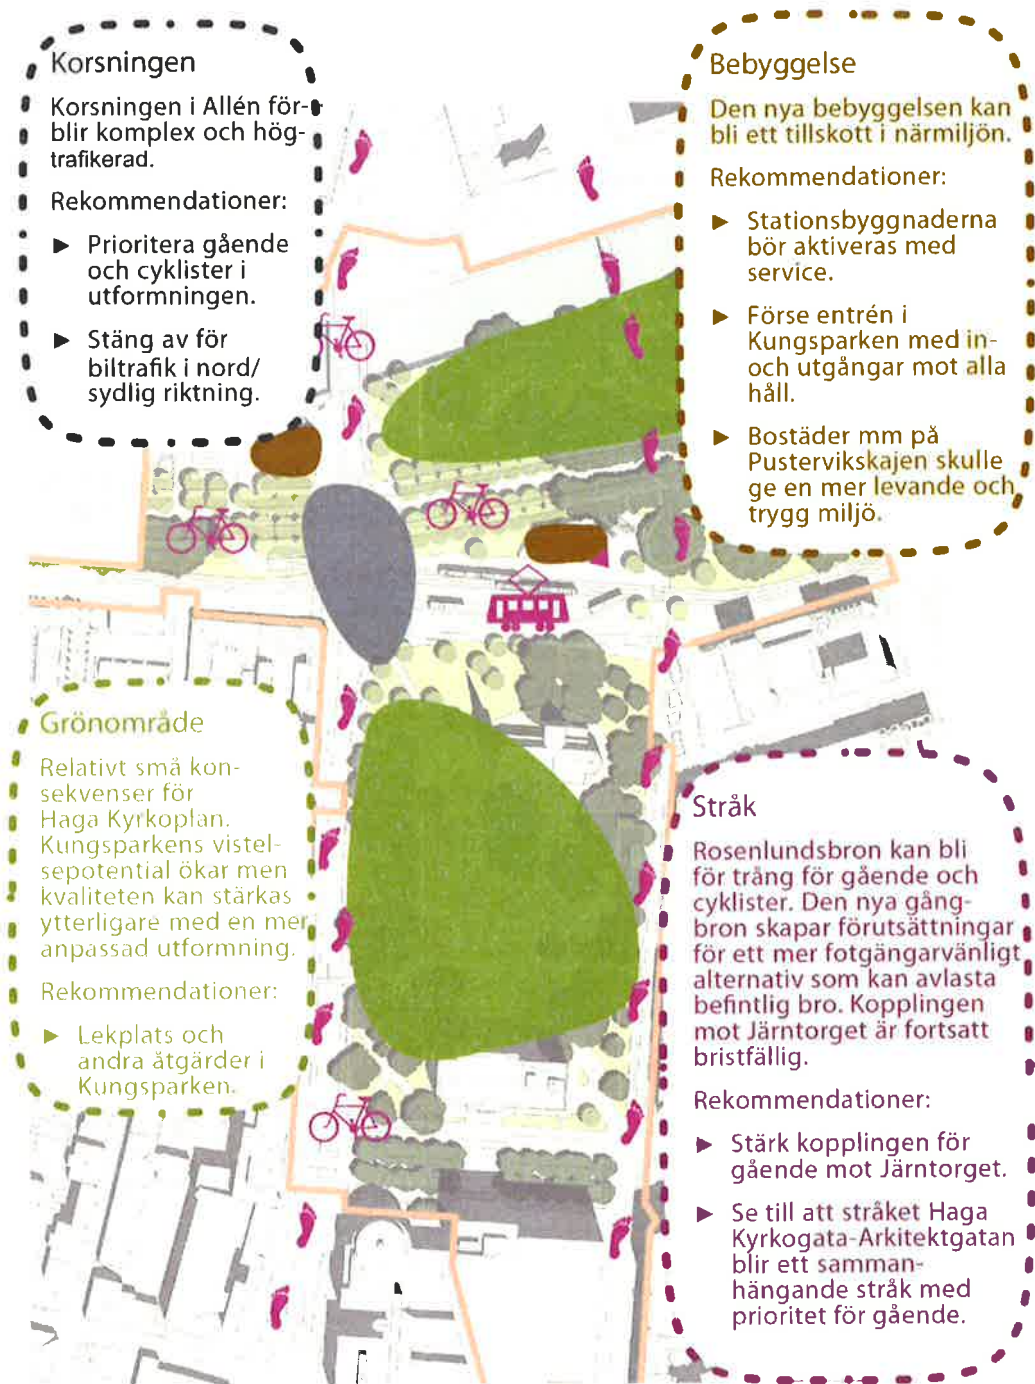 Korsningen
Korsningen i Allén för-
blir komplex och hög-
trafikerad.
Rekommendationer:
► Prioritera gående
och cyklister i
utformningen.
► Stäng av för
biltrafik i nord/
sydlig riktning.
Bebyggelse
Den nya bebyggelsen kan
bli ett tillskott i närmiljön.
Rekommendationer:
► Stationsbyggnaderna
bör aktiveras med
service.
► Förse entrén i
Kungsparken med in-
och utgångar mot alla
håll.
► Bostäder mm på
Pustervikskajen skulle
ge en mer levande och
trygg miljö.
Grönområde
Relativt små kon-
sekvenser för
Haga Kyrkoplan.
Kungsparkens vistel-
sepotential ökar men
kvaliteten kan stärkas
ytterligare med en mer
anpassad utformning.
Rekommendationer:
► Lekplats och
andra åtgärder i
Kungsparken.
Stråk
Rosenlundsbron kan bli
för trång för gående och
cyklister. Den nya gång-
bron skapar förutsättningar
för ett mer fotgängarvänligt
alternativ som kan avlasta
befintlig bro. Kopplingen
mot Järntorget är fortsatt
bristfällig.
Rekommendationer:
► Stärk kopplingen för
gående mot Järntorget.
► Se till att stråket Haga
Kyrkogata-Arkitektgatan
blir ett samman-
hängande stråk med
prioritet för gående.